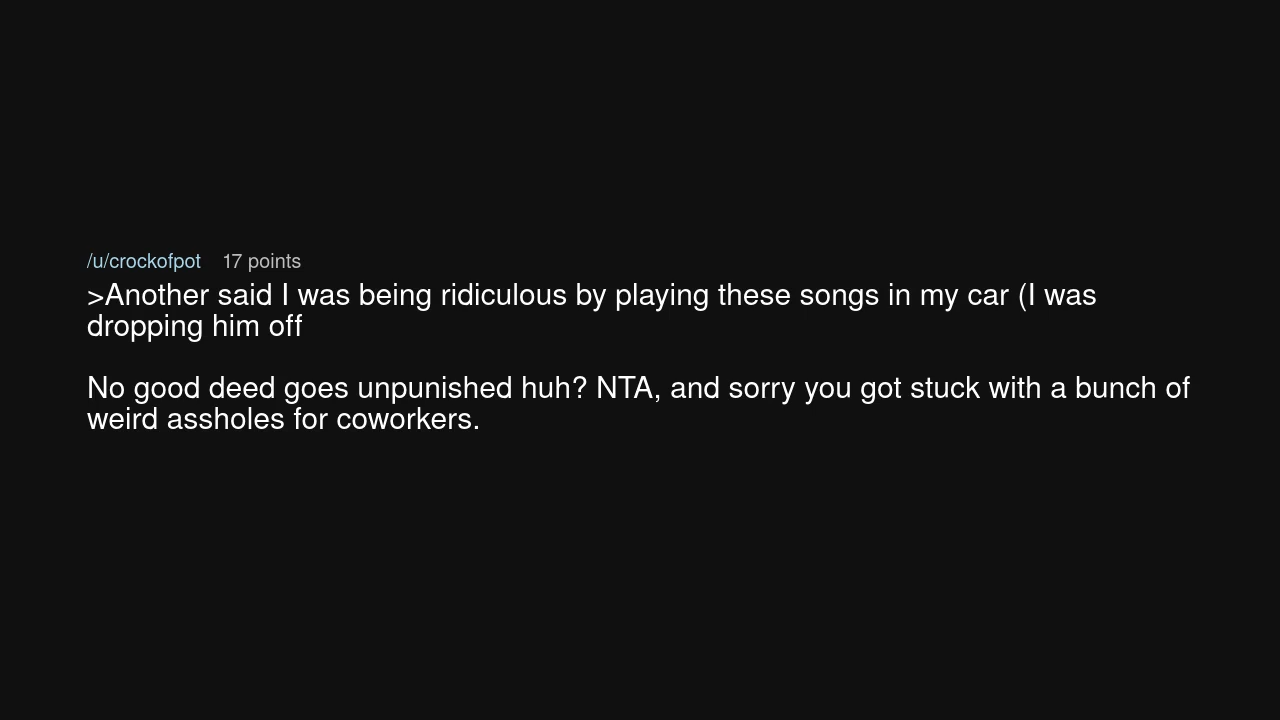 /u/crockofpot 17 points
>Another said I was being ridiculous by playing these songs in my car (I was
dropping him off
No good deed goes unpunished huh? NTA, and sorry you got stuck with a bunch of
weird assholes for coworkers.